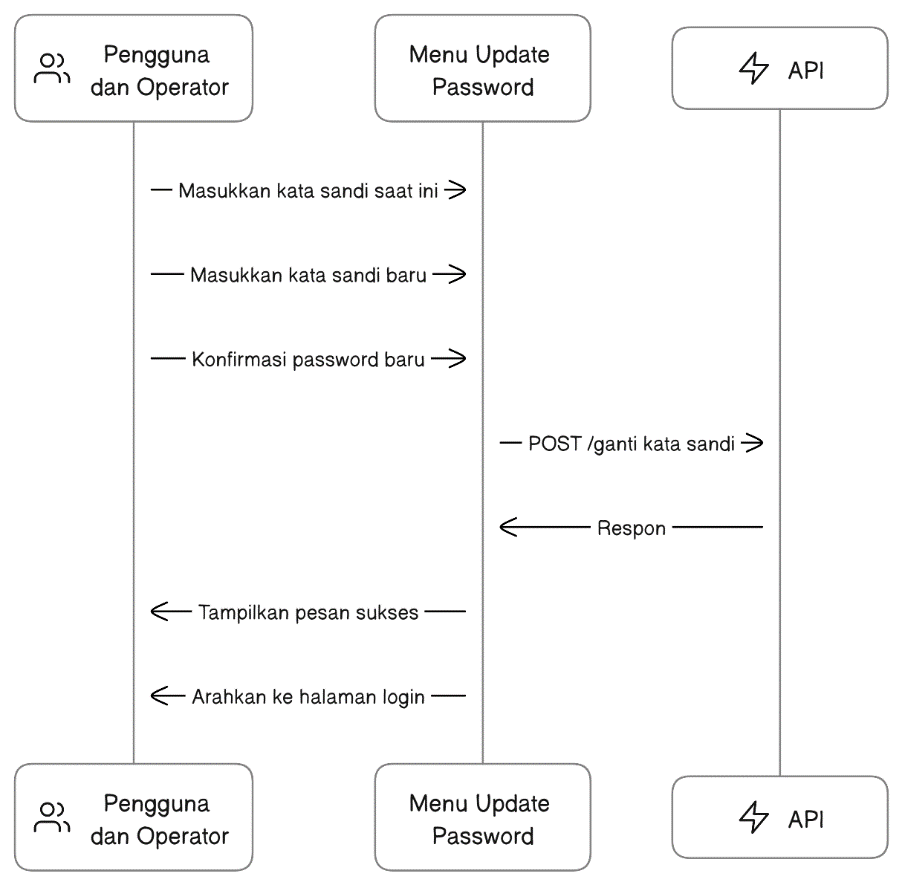 Pengguna
dan Operator
Menu Update
Password
API
Masukkan kata sandi saat ini
Masukkan kata sandi baru
Konfirmasi password baru
POST /ganti kata sandi
Respon
Tampilkan pesan sukses
Arahkan ke halaman login
Pengguna
dan Operator
Menu Update
Password
API